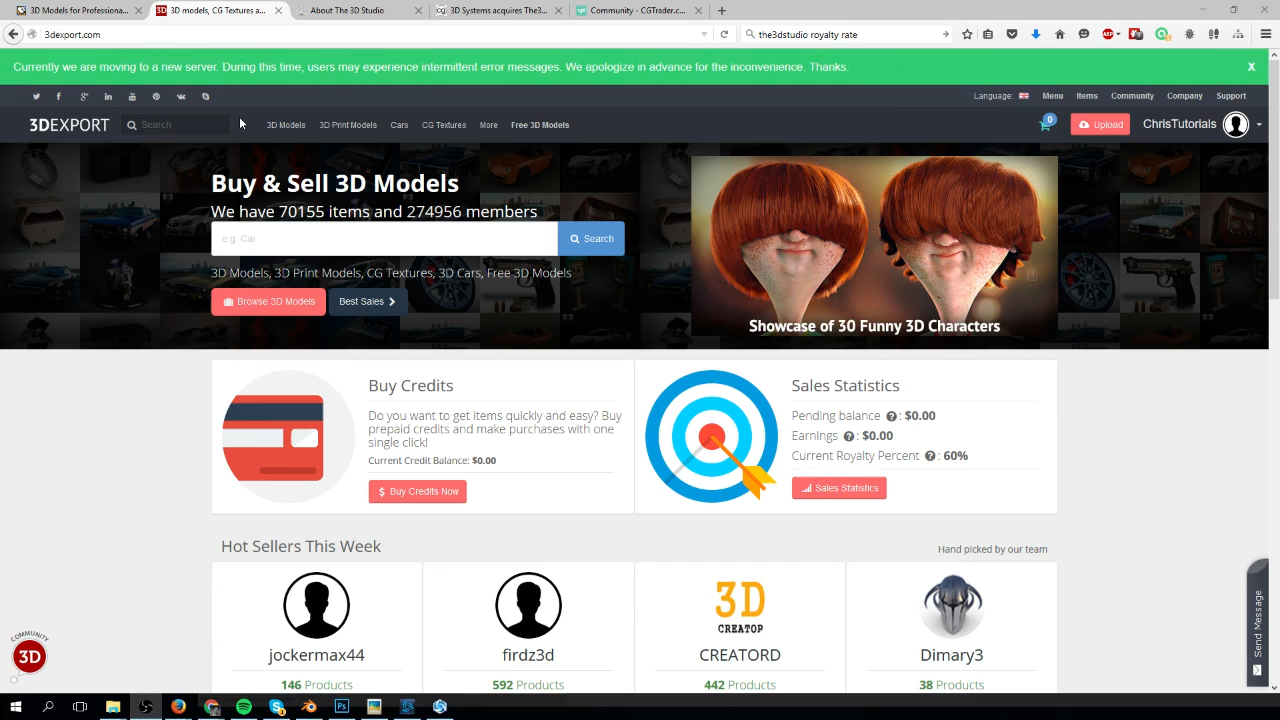 3D Models for Professiona...
3D models, CG Textures a...
About The 3D Studio
3D Systems acquires The3...
Community - CGTrader.c...
3dexport.com
the3dstudio royalty rate
Currently we are moving to a new server. During this time, users may experience intermittent error messages. We apologize in advance for the inconvenience. Thanks.
X
Language:
Menu
Items
Community
Company
Support
3DEXPORT
Search
3D Models
3D Print Models
Cars
CG Textures
More
Free 3D Models
0
Upload
ChrisTutorials
Buy & Sell 3D Models
We have 70155 items and 274956 members
e.g. Car
Search
3D Models, 3D Print Models, CG Textures, 3D Cars, Free 3D Models
Browse 3D Models
Best Sales
Showcase of 30 Funny 3D Characters
Buy Credits
Do you want to get items quickly and easy? Buy
prepaid credits and make purchases with one
single click!
Current Credit Balance: $0.00
Buy Credits Now
Sales Statistics
Pending balance : $0.00
Earnings : $0.00
Current Royalty Percent : 60%
Sales Statistics
Hot Sellers This Week
Hand picked by our team
3D
CREATOP
jockermax44
firdz3d
CREATORD
Dimary3
146 Products
592 Products
442 Products
38 Products
Send Message
COMMUNITY
3D